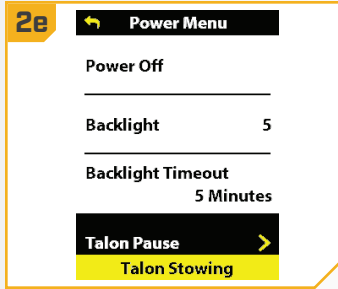 2e
Power Menu
Power Off
Backlight 5
Backlight Timeout
5 Minutes
Talon Pause
Talon Stowing